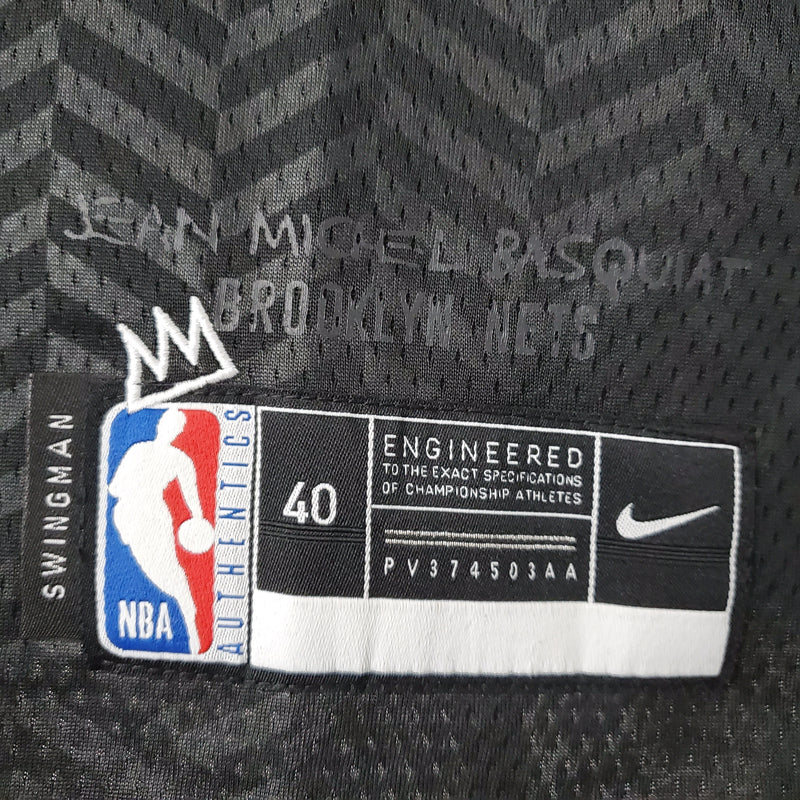 JEAN MICHEL BASQUIAT
BROOKLYN NETS
SWINGMAN
NBA
AUTHENTICS
40
ENGINEERED
TO THE EXACT SPECIFICATIONS
OF CHAMPIONSHIP ATHLETES
PV374503AA